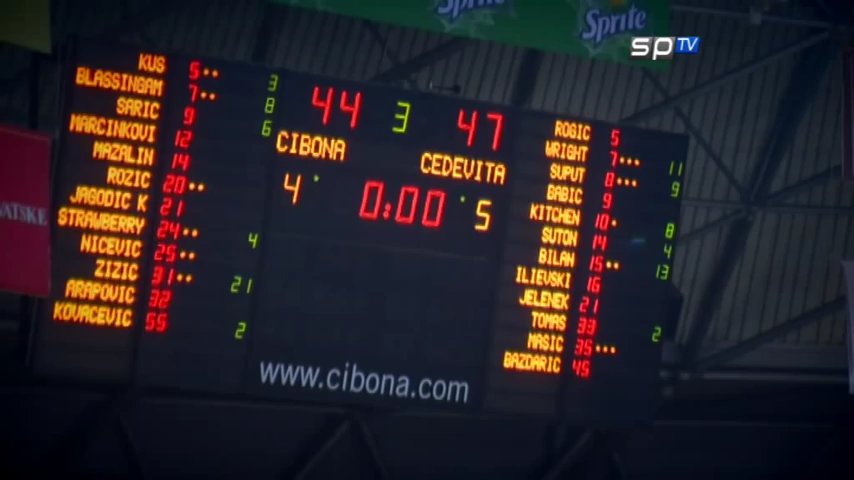 Sprite
Sprite
SPTV
VATSKE
44 3 47
CIBONA CEDEVITA
4 0:00 5
KUS 5 •• 3
BLASSINGAM 7 •• 8
SARIC 9 6
MARCINKOVI 12
MAZALIN 14
ROZIC 20 ••
JAGODIC K 21
STRAWBERRY 24 •• 4
NICEVIC 25 ••
ZIZIC 31 •• 21
ARAPOVIC 32
KOVACEVIC 55 2
ROGIC 5
WRIGHT 7 ••• 11
SUPUT 8 ••• 9
BABIC 9
KITCHEN 10 • 8
SUTON 14 4
BILAN 15 •• 13
ILIEVSKI 16
JELENEK 21
TOMAS 33 2
MASIC 35 •••
BAZDARIC 45
www.cibona.com